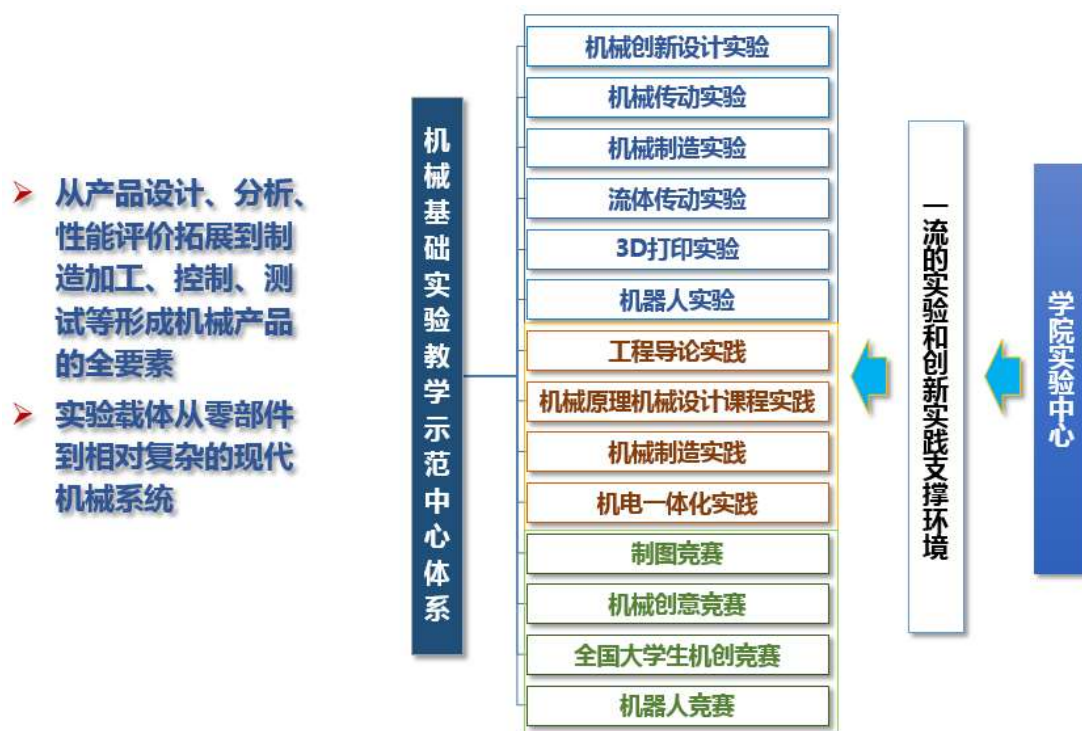 从产品设计、分析、
性能评价拓展到制
造加工、控制、测
试等形成机械产品
的全要素
实验载体从零部件
到相对复杂的现代
机械系统
机械基础实验教学示范中心体系
机械创新设计实验
机械传动实验
机械制造实验
流体传动实验
3D打印实验
机器人实验
工程导论实践
机械原理机械设计课程实践
机械制造实践
机电一体化实践
制图竞赛
机械创意竞赛
全国大学生机创竞赛
机器人竞赛
一流的实验和创新实践支撑环境
学院实验中心